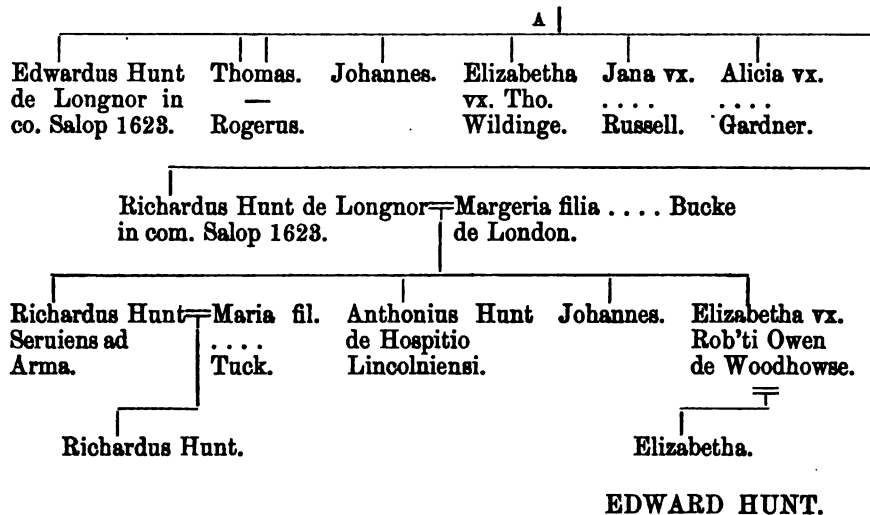 A
Edwardus Hunt
de Longnor in
co. Salop 1623.
Thomas.
—
Rogerus.
Johannes.
Elizabetha
vx. Tho.
Wildinge.
Jana vx.
. . . .
Russell.
Alicia vx.
. . . .
Gardner.
Richardus Hunt de Longnor
in com. Salop 1623.
Margeria filia . . . . Bucke
de London.
Richardus Hunt
Seruiens ad
Arma.
Maria fil.
. . . .
Tuck.
Anthonius Hunt
de Hospitio
Lincolniensi.
Johannes.
Elizabetha vx.
Rob'ti Owen
de Woodhowse.
Richardus Hunt.
Elizabetha.
EDWARD HUNT.